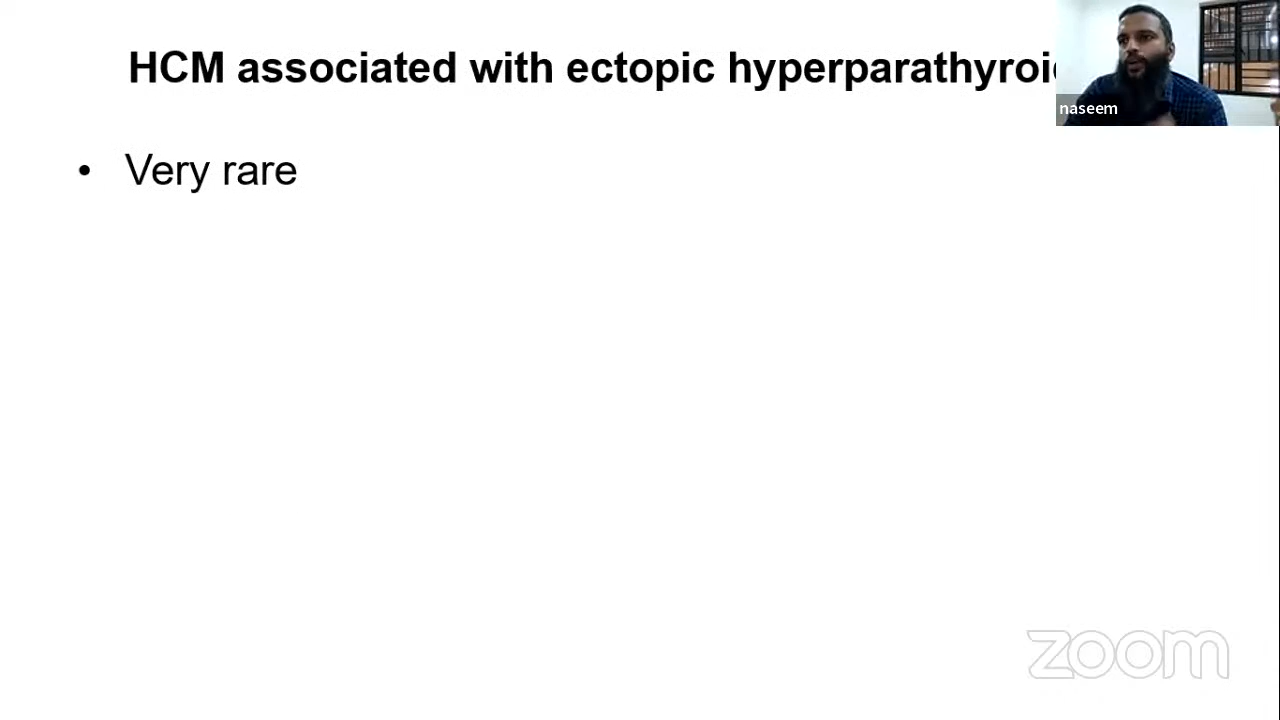 HCM associated with ectopic hyperparathyroi
naseem
• Very rare
zoom